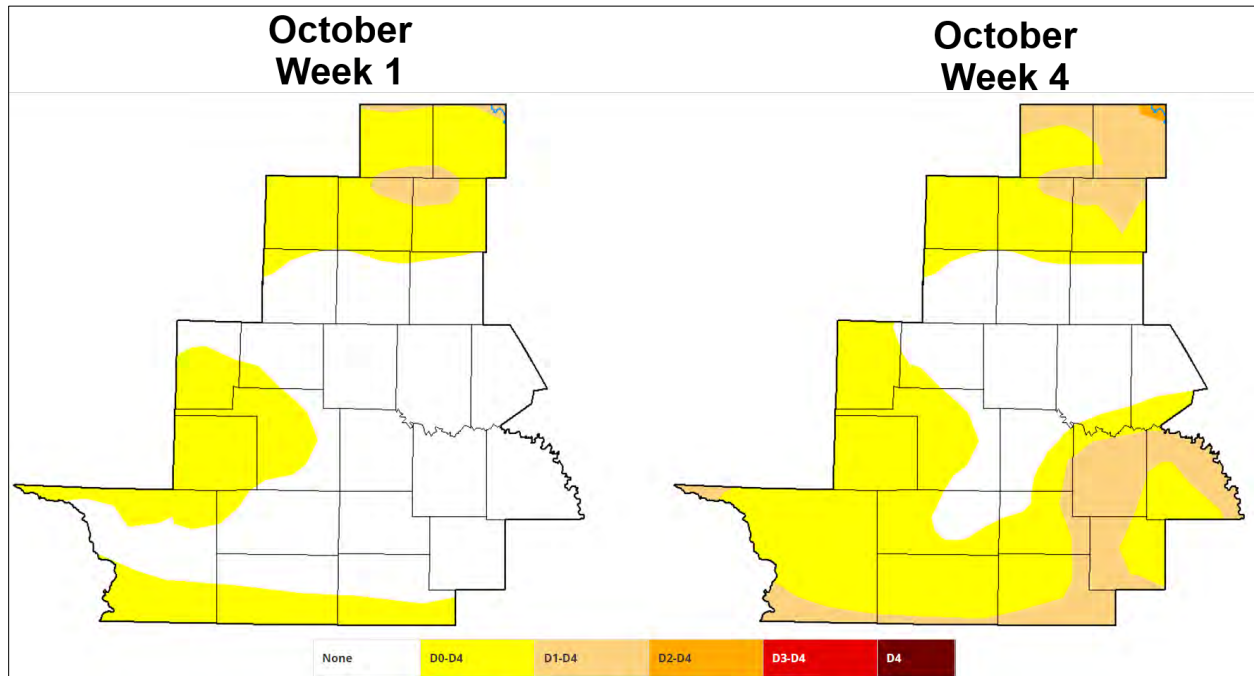 October
Week 1
October
Week 4
None
D0-D4
D1-D4
D2-D4
D3-D4
D4